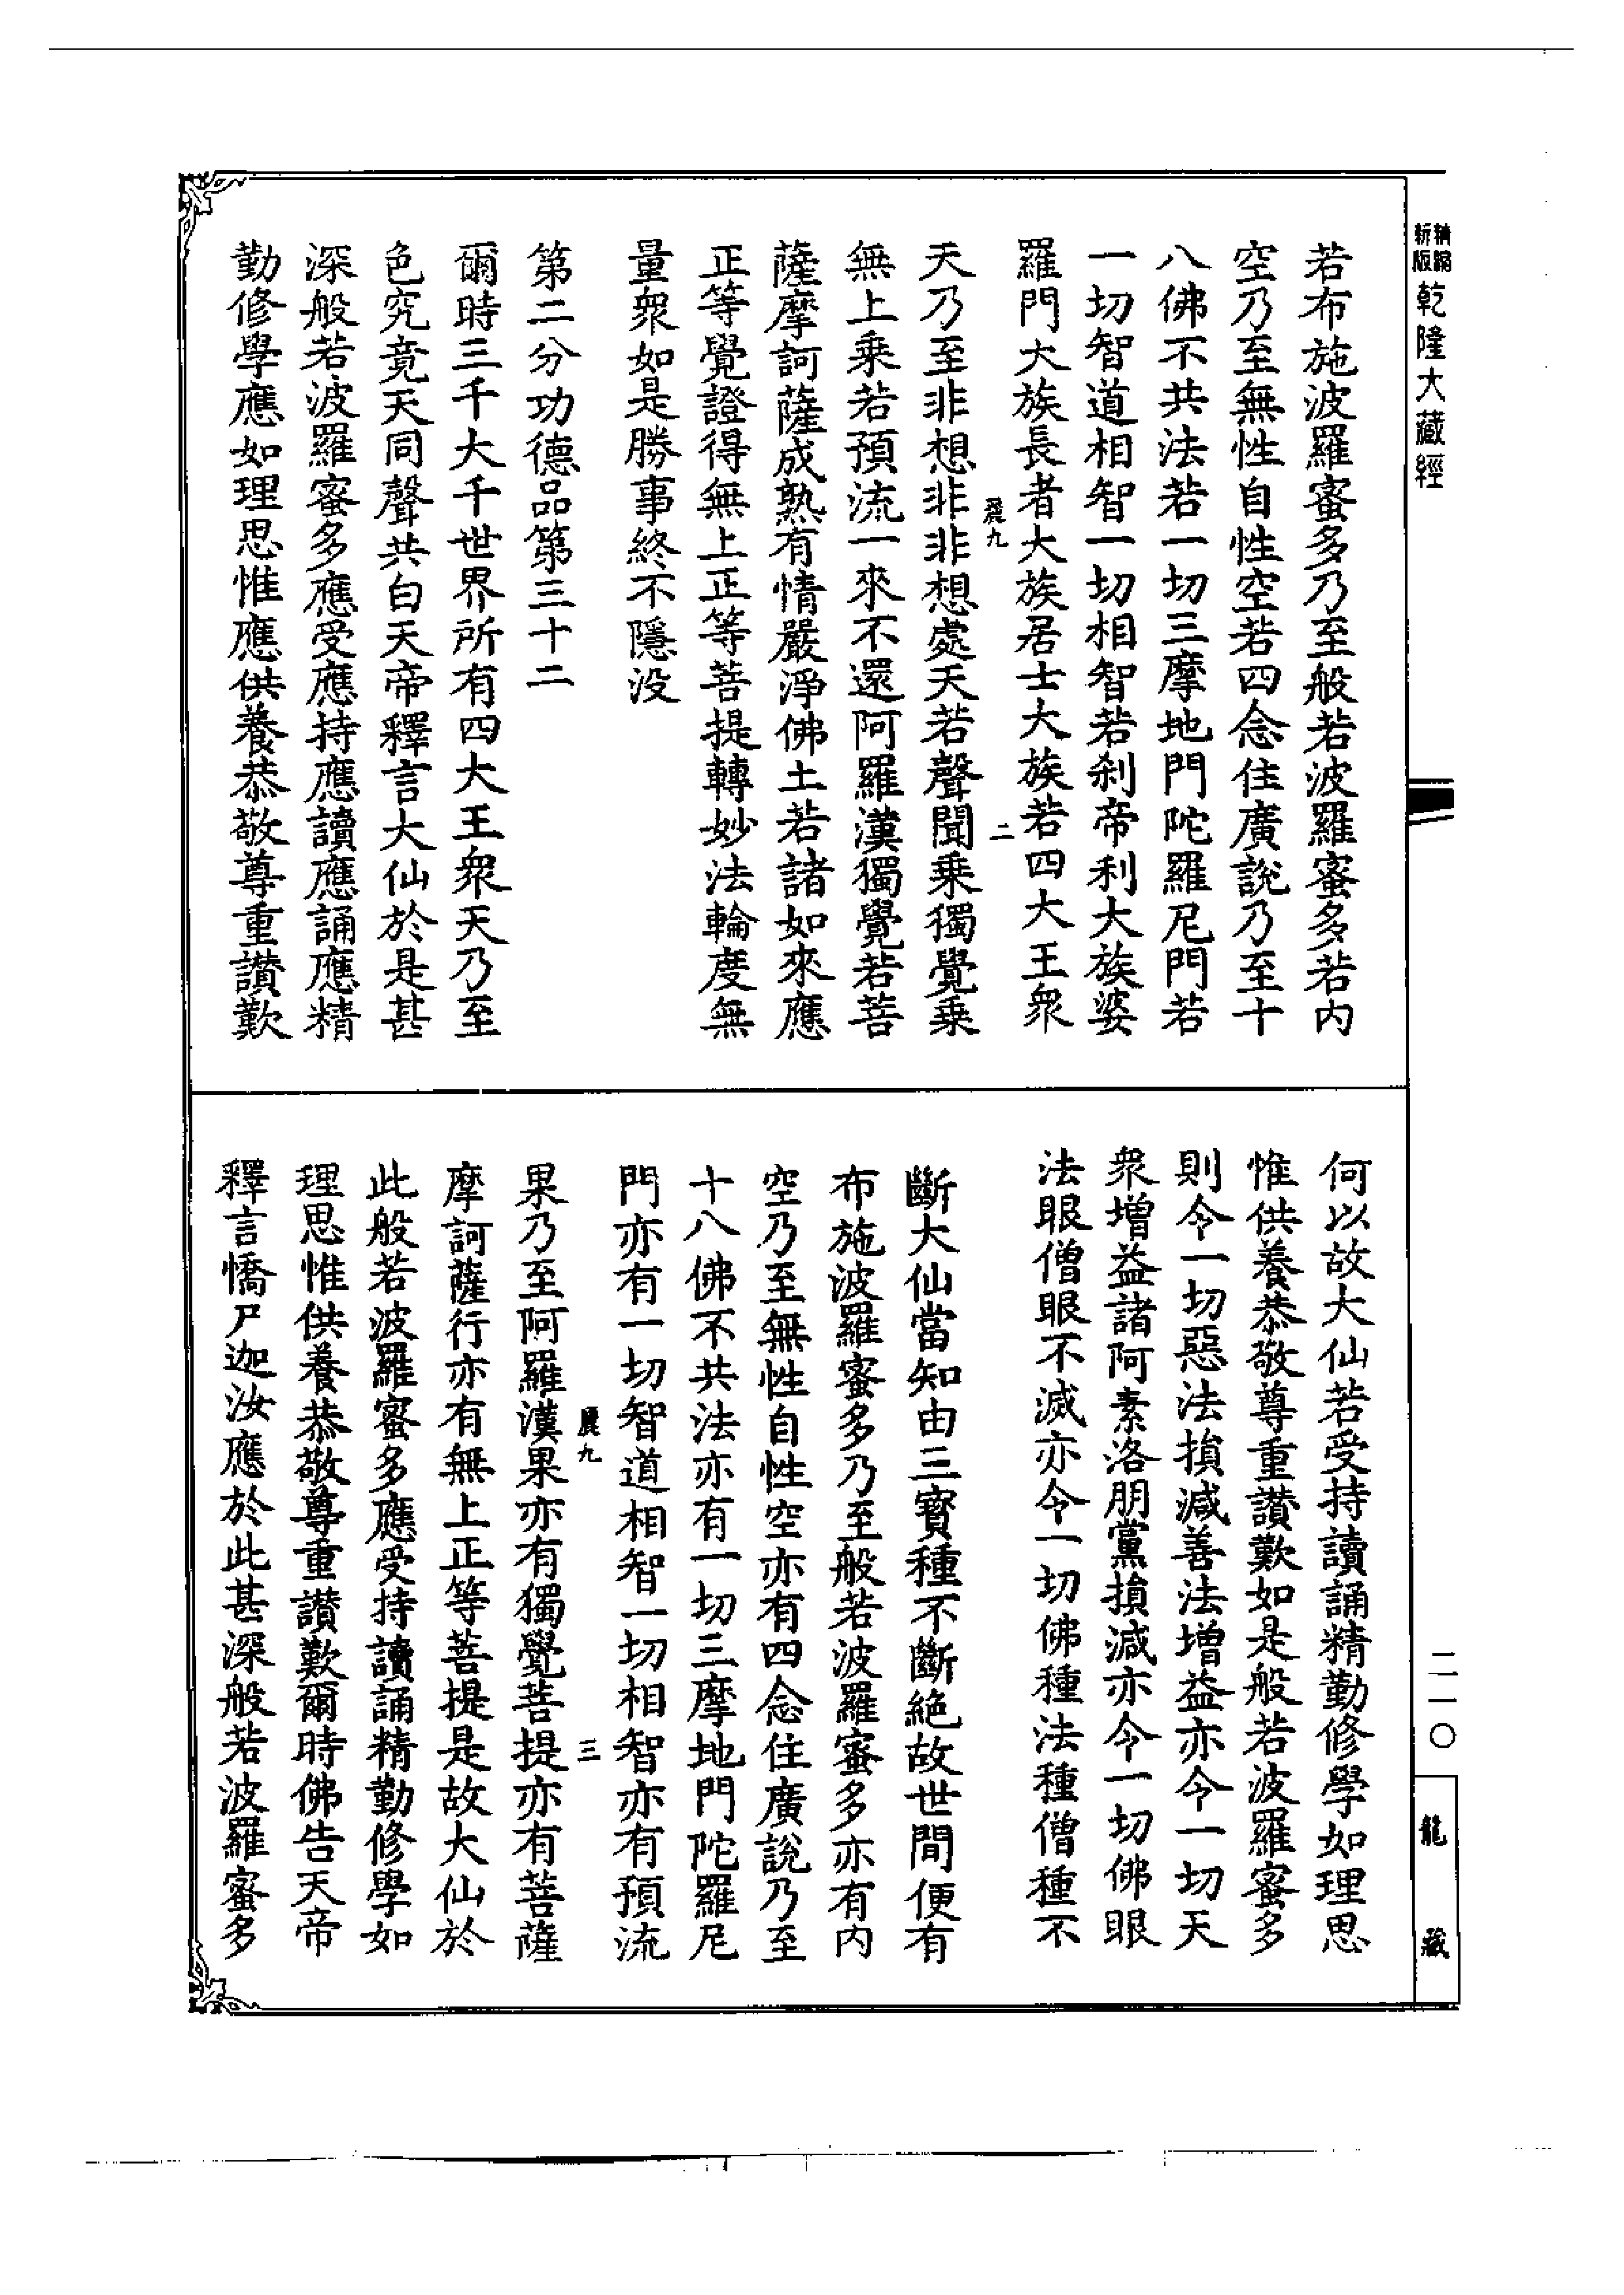 精編
新版
乾隆大藏經
若布施波羅蜜多乃至般若波羅蜜多若內
空乃至無性自性空若四念住廣說乃至十
八佛不共法若一切三摩地門陀羅尼門若
一切智道相智一切相智若剎帝利大族婆
羅門大族長者大族居士大族若四大王眾
天乃至非想非非想處天若聲聞乘獨覺乘
無上乘若預流一來不還阿羅漢獨覺若菩
薩摩訶薩成熟有情嚴淨佛土若諸如來應
正等覺證得無上正等菩提轉妙法輪度無
量眾如是勝事終不隱沒
第二分功德品第三十二
爾時三千大千世界所有四大王眾天乃至
色究竟天同聲共白天帝釋言大仙於是甚
深般若波羅蜜多應受應持應讀應誦應精
勤修學應如理思惟應供養恭敬尊重讚歎
何以故大仙若受持讀誦精勤修學如理思
惟供養恭敬尊重讚歎如是般若波羅蜜多
則令一切惡法損減善法增益亦令一切天
眾增益諸阿素洛朋黨損減亦令一切佛眼
法眼僧眼不滅亦令一切佛種法種僧種不
斷大仙當知由三寶種不斷絕故世間便有
布施波羅蜜多乃至般若波羅蜜多亦有內
空乃至無性自性空亦有四念住廣說乃至
十八佛不共法亦有一切三摩地門陀羅尼
門亦有一切智道相智一切相智亦有預流
果乃至阿羅漢果亦有獨覺菩提亦有菩薩
摩訶薩行亦有無上正等菩提是故大仙於
此般若波羅蜜多應受持讀誦精勤修學如
理思惟供養恭敬尊重讚歎爾時佛告天帝
釋言憍尸迦汝應於此甚深般若波羅蜜多
二一〇
龍藏